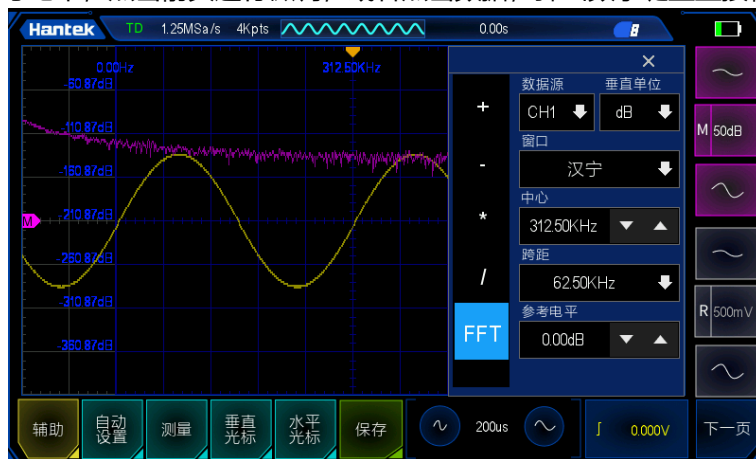 Hantek TD 1.25MSa/s 4Kpts 0.00s
0.00Hz 312.50KHz
-60.87dB
-110.87dB
-160.87dB
-210.87dB
-260.87dB
-310.87dB
-360.87dB
M
+
-
*
/
FFT
×
数据源 垂直单位
CH1 dB
窗口
汉宁
中心
312.50KHz
跨距
62.50KHz
参考电平
0.00dB
M 50dB
R 500mV
辅助
自动
设置
测量
垂直
光标
水平
光标
保存
200us
0.000V
下一页